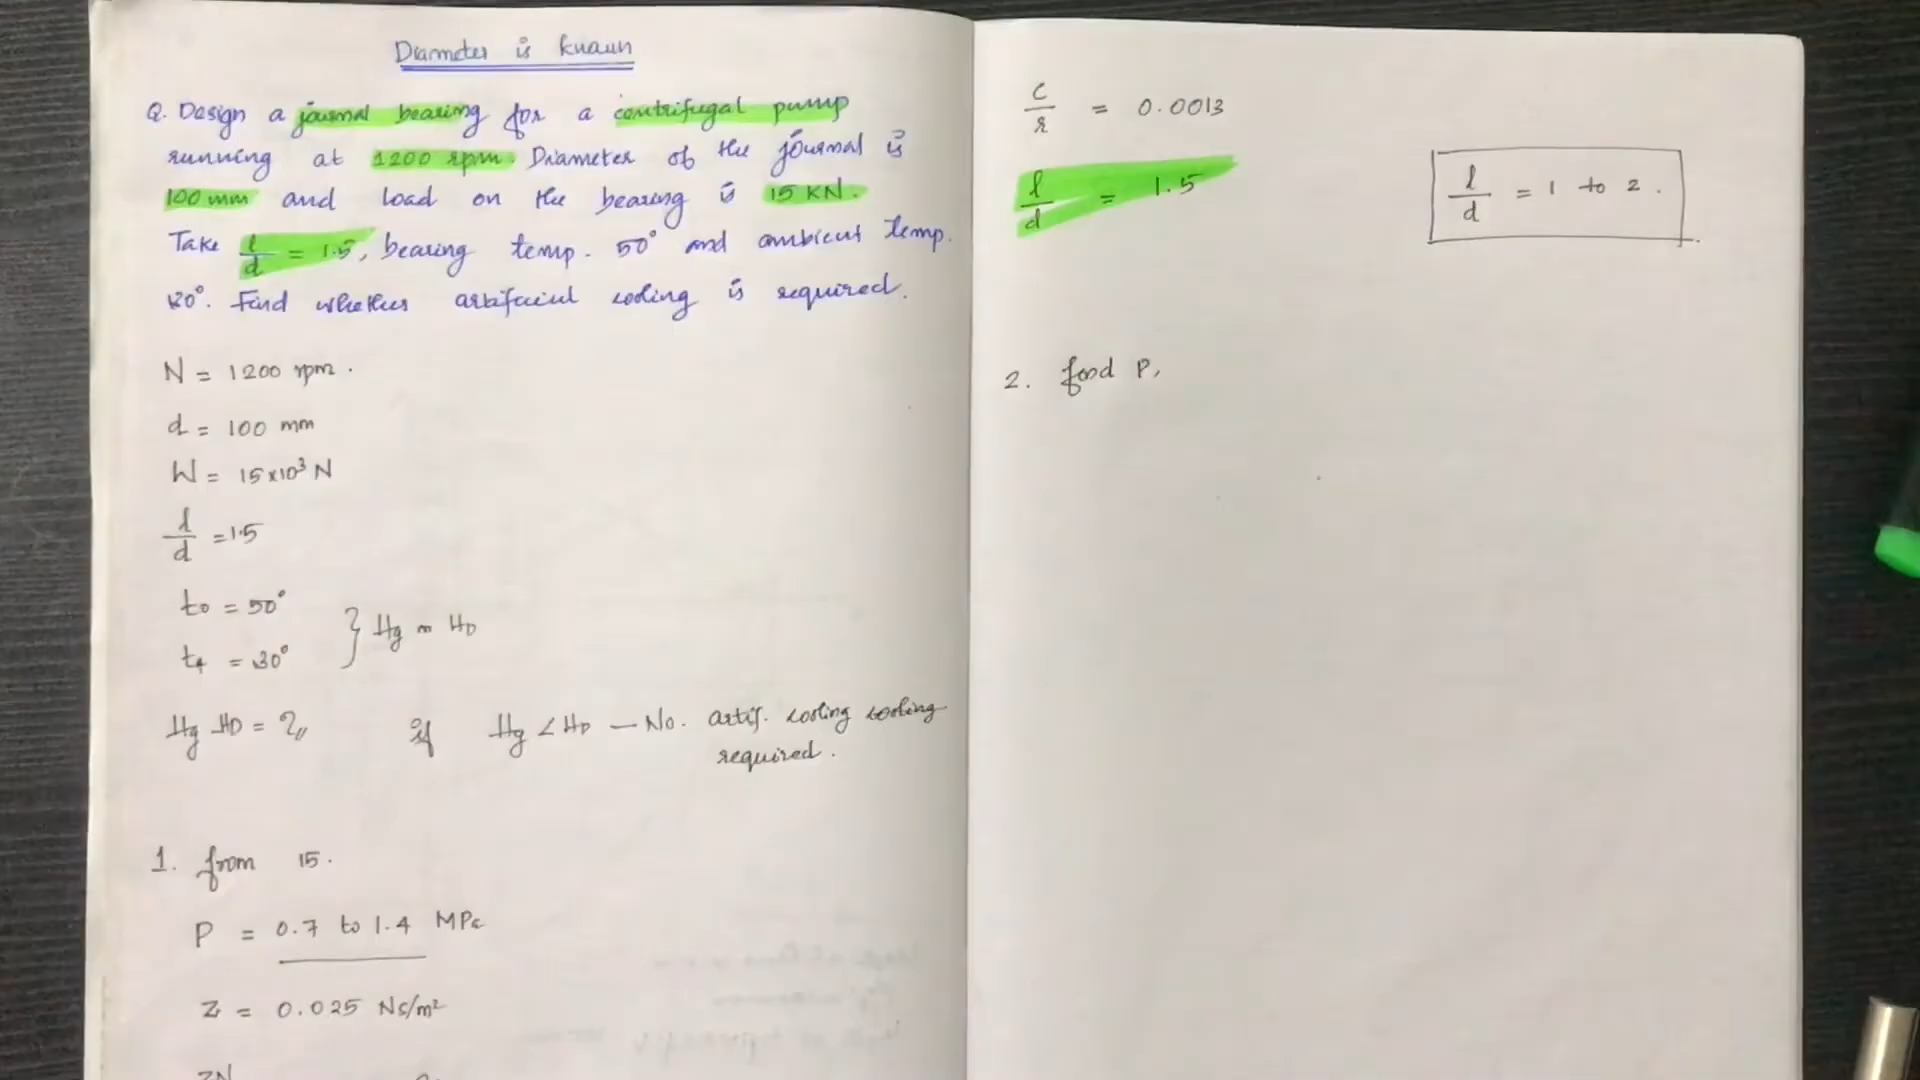 Diameter is known
Q. Design a journal bearing for a centrifugal pump
running at 1200 rpm. Diameter of the journal is
100 mm and load on the bearing is 15 KN.
Take l/d = 1.5, bearing temp. 50° and ambient temp.
30°. Find whether artificial cooling is required.
N = 1200 rpm.
d = 100 mm
W = 15x10³ N
l/d = 1.5
to = 50°
ta = 30°
} Hg = HD
Hg HD = ?
if Hg < HD — No. artif. cooling cooling
required.
1. from 15.
P = 0.7 to 1.4 MPa
Z = 0.025 Ns/m²
ZN
c/r = 0.0013
l/d = 1.5
l/d = 1 to 2.
2. find P,